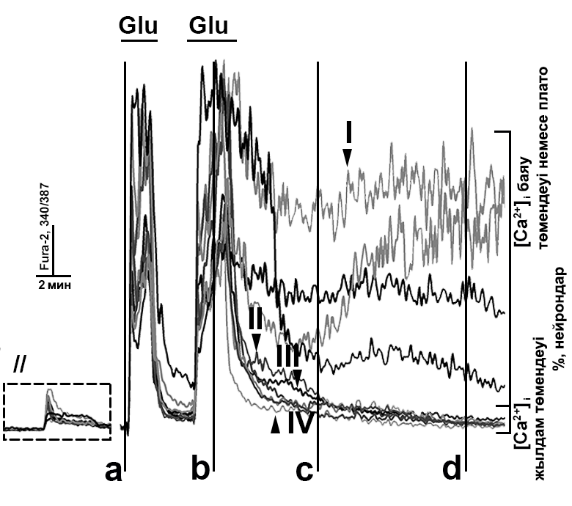 Glu Glu
I
II
III
IV
//
Fura-2, 340/387
2 мин
a b c d
[Ca²⁺]ᵢ баяу
төмендеуі немесе плато
%, нейрондар
[Ca²⁺]ᵢ
жылдам төмендеуі